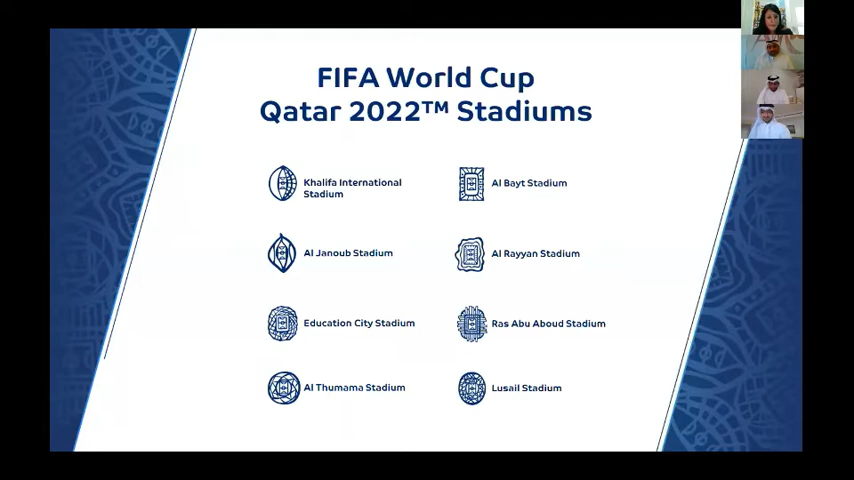 FIFA World Cup
Qatar 2022™ Stadiums
Khalifa International
Stadium
Al Bayt Stadium
Al Janoub Stadium
Al Rayyan Stadium
Education City Stadium
Ras Abu Aboud Stadium
Al Thumama Stadium
Lusail Stadium